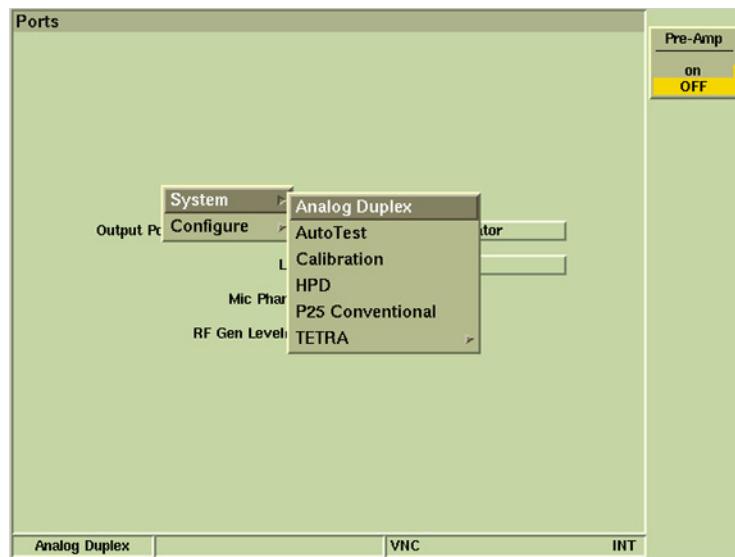 Ports
Pre-Amp
on
OFF
System
Configure
Analog Duplex
AutoTest
Calibration
HPD
P25 Conventional
TETRA
Output
Mic
RF Gen
Analog Duplex VNC INT